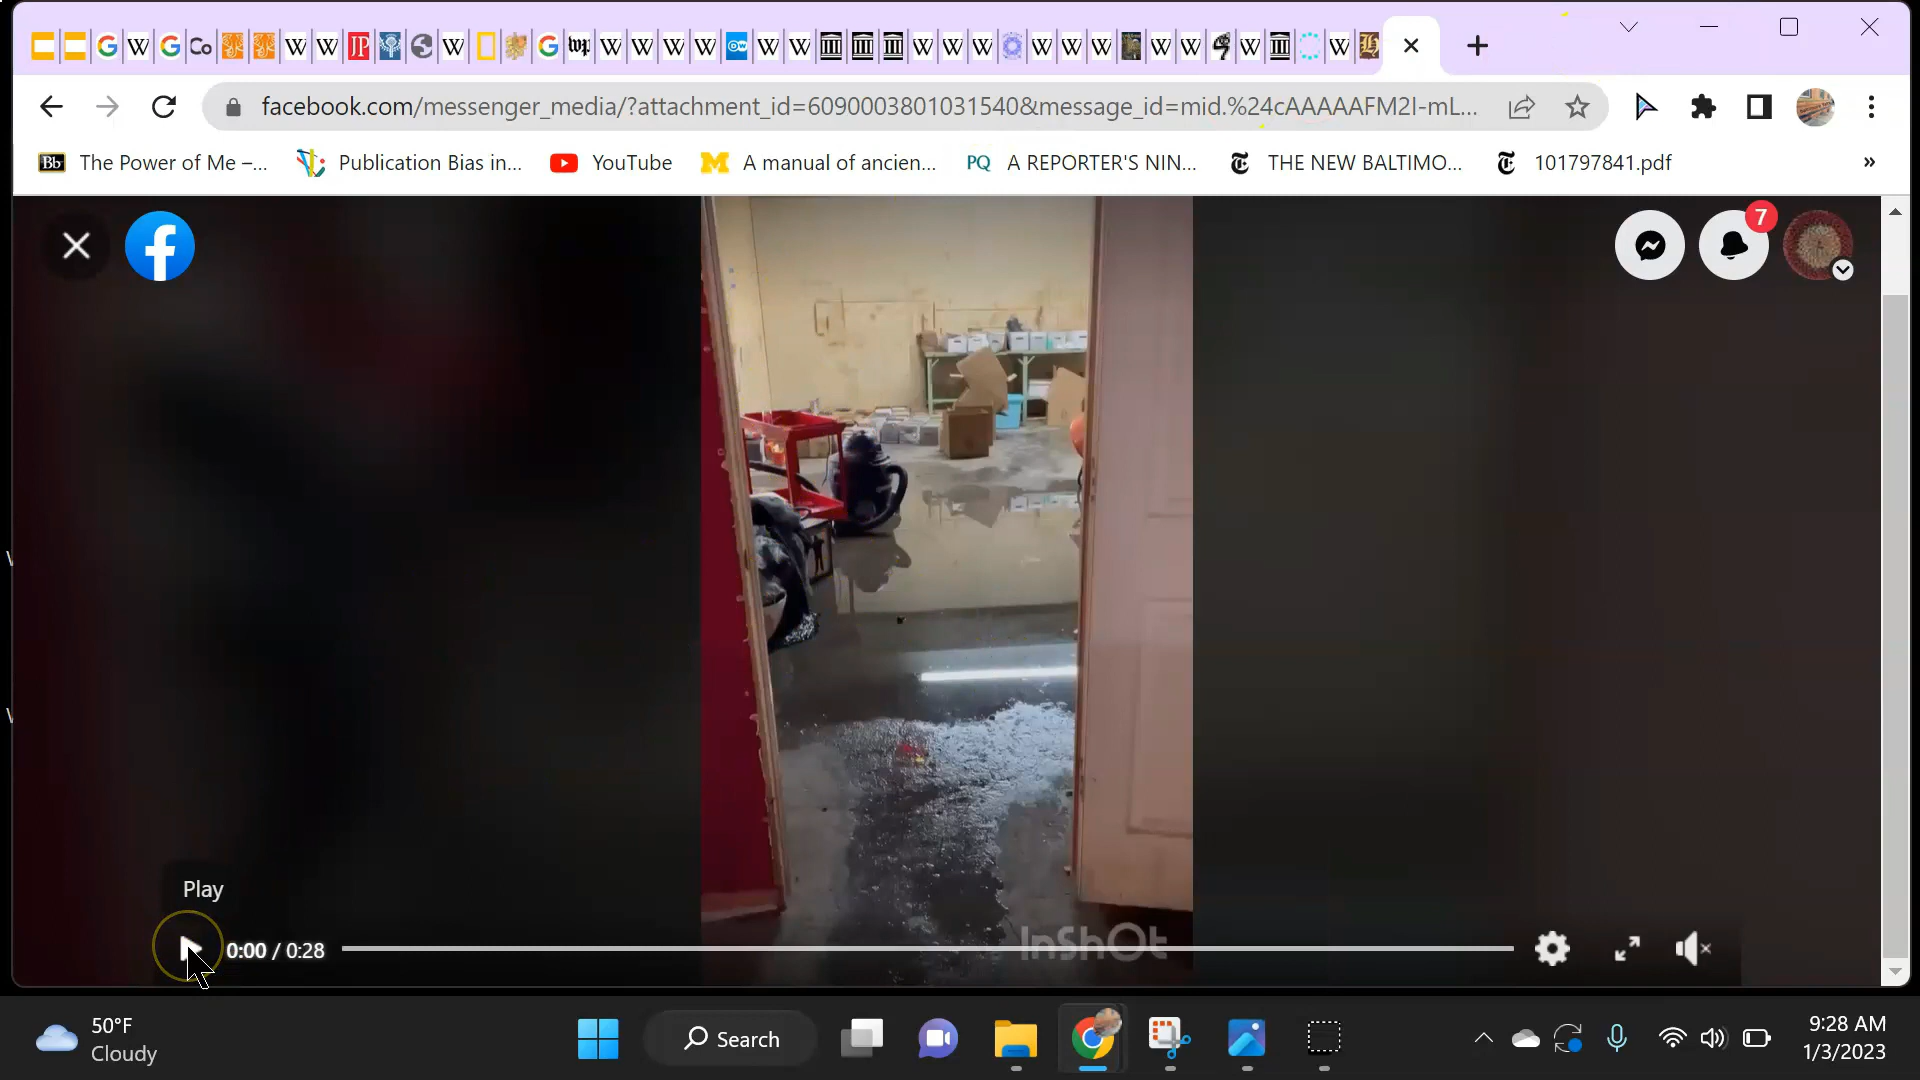 facebook.com/messenger_media/?attachment_id=6090003801031540&message_id=mid.%24cAAAAAFM2I-mL...
Bb The Power of Me –...
Publication Bias in...
YouTube
M A manual of ancien...
PQ A REPORTER'S NIN...
THE NEW BALTIMO...
101797841.pdf
»
7
Play
0:00 / 0:28
InShOt
50°F
Cloudy
Search
9:28 AM
1/3/2023